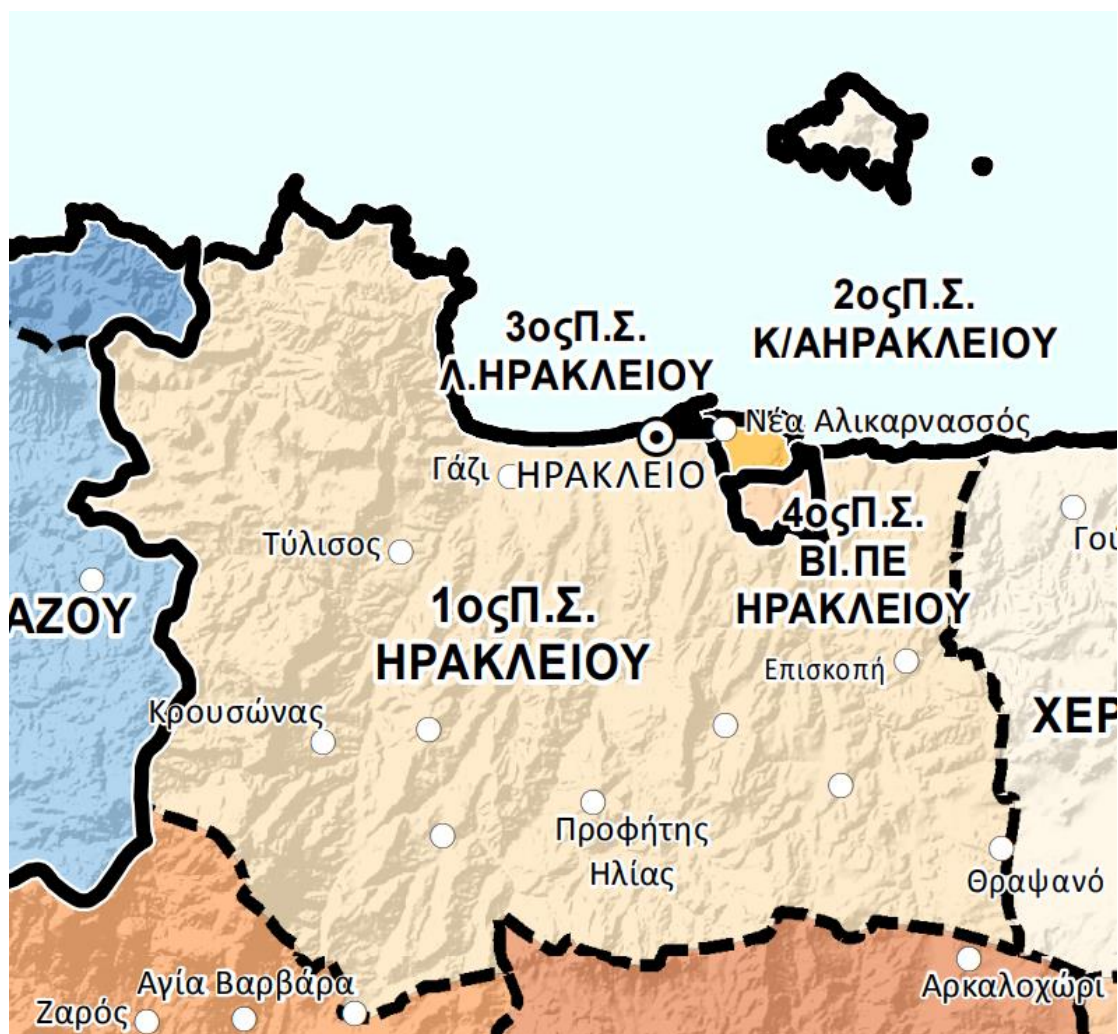 3οςΠ.Σ.
Λ.ΗΡΑΚΛΕΙΟΥ
2οςΠ.Σ.
Κ/ΑΗΡΑΚΛΕΙΟΥ
Νέα Αλικαρνασσός
Γάζι
ΗΡΑΚΛΕΙΟ
4οςΠ.Σ.
ΒΙ.ΠΕ
ΗΡΑΚΛΕΙΟΥ
Γού
Τύλισος
ΑΖΟΥ
1οςΠ.Σ.
ΗΡΑΚΛΕΙΟΥ
Επισκοπή
Κρουσώνας
ΧΕΡ
Προφήτης
Ηλίας
Θραψανό
Αγία Βαρβάρα
Αρκαλοχώρι
Ζαρός